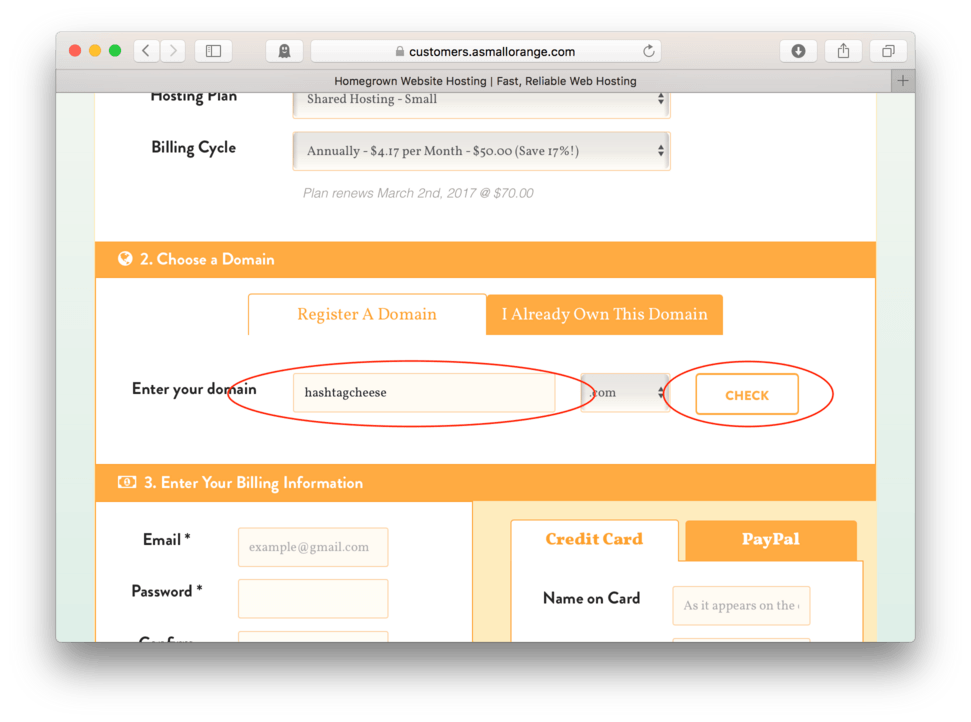 customers.asmallorange.com
Homegrown Website Hosting | Fast, Reliable Web Hosting
Hosting Plan Shared Hosting - Small
Billing Cycle Annually - $4.17 per Month - $50.00 (Save 17%!)
Plan renews March 2nd, 2017 @ $70.00
2. Choose a Domain
Register A Domain I Already Own This Domain
Enter your domain hashtagcheese .com CHECK
3. Enter Your Billing Information
Email * example@gmail.com
Credit Card PayPal
Password *
Name on Card As it appears on the